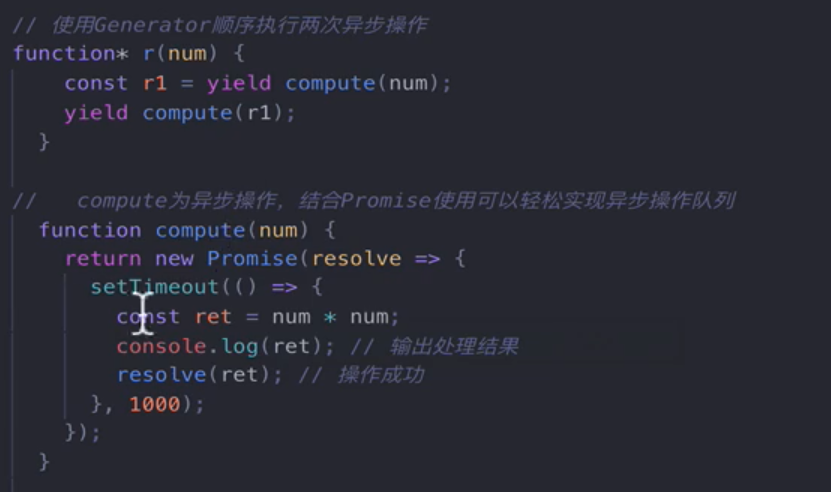 // 使用Generator顺序执行两次异步操作
function* r(num) {
const r1 = yield compute(num);
yield compute(r1);
}
// compute为异步操作, 结合Promise使用可以轻松实现异步操作队列
function compute(num) {
return new Promise(resolve => {
setTimeout(() => {
const ret = num * num;
console.log(ret); // 输出处理结果
resolve(ret); // 操作成功
}, 1000);
});
}